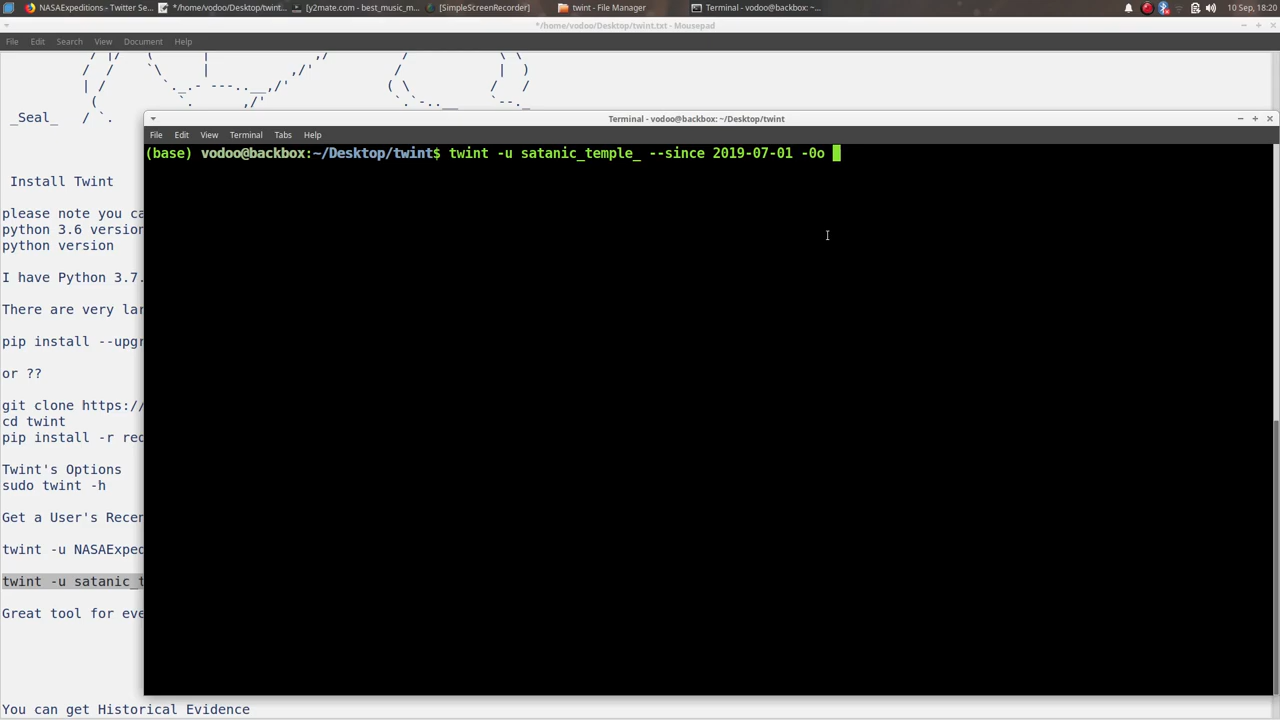 NASAExpeditions - Twitter Se... */home/vodoo/Desktop/twint... [y2mate.com - best_music_m... [SimpleScreenRecorder] twint - File Manager Terminal - vodoo@backbox: ~/... 10 Sep, 18:20
*/home/vodoo/Desktop/twint.txt - Mousepad
File Edit Search View Document Help
_Seal_
Terminal - vodoo@backbox: ~/Desktop/twint
File Edit View Terminal Tabs Help
(base) vodoo@backbox:~/Desktop/twint$ twint -u satanic_temple_ --since 2019-07-01 -0o
Install Twint
please note you ca
python 3.6 version
python version
I have Python 3.7.
There are very lar
pip install --upgr
or ??
git clone https://
cd twint
pip install -r req
Twint's Options
sudo twint -h
Get a User's Recen
twint -u NASAExped
twint -u satanic_t
Great tool for eve
You can get Historical Evidence